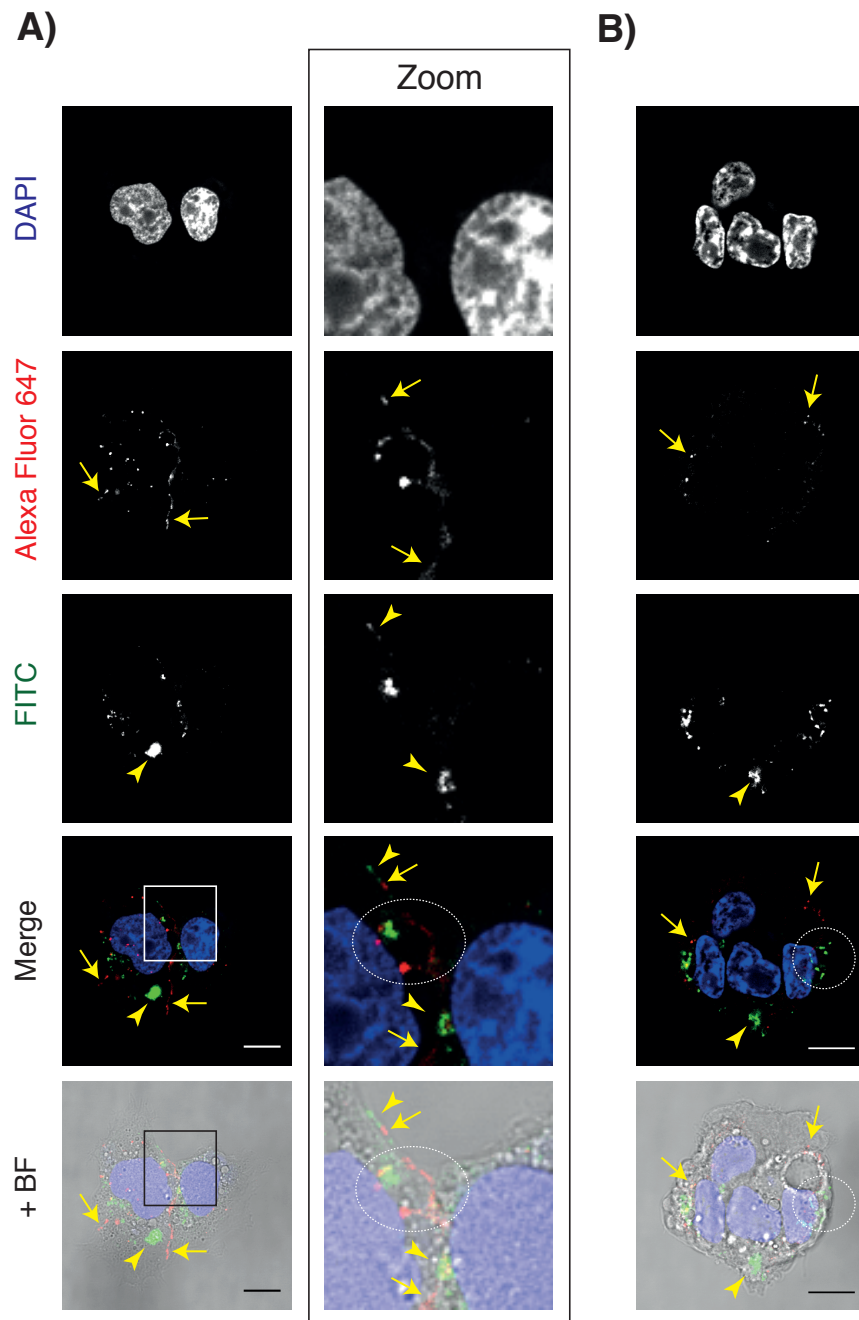 A)
B)
Zoom
DAPI
Alexa Fluor 647
FITC
Merge
+ BF